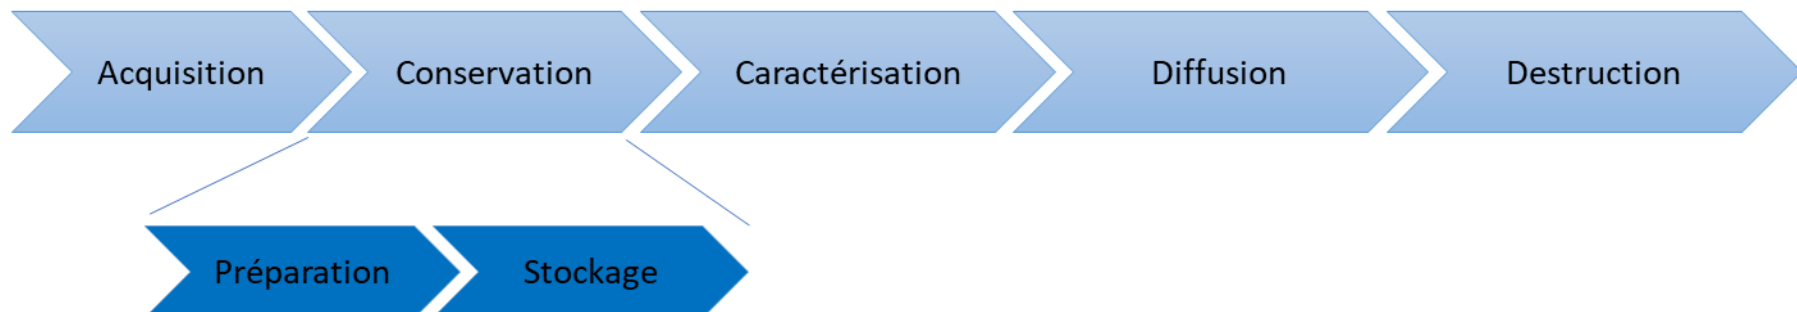 Acquisition
Conservation
Caractérisation
Diffusion
Destruction
Préparation
Stockage